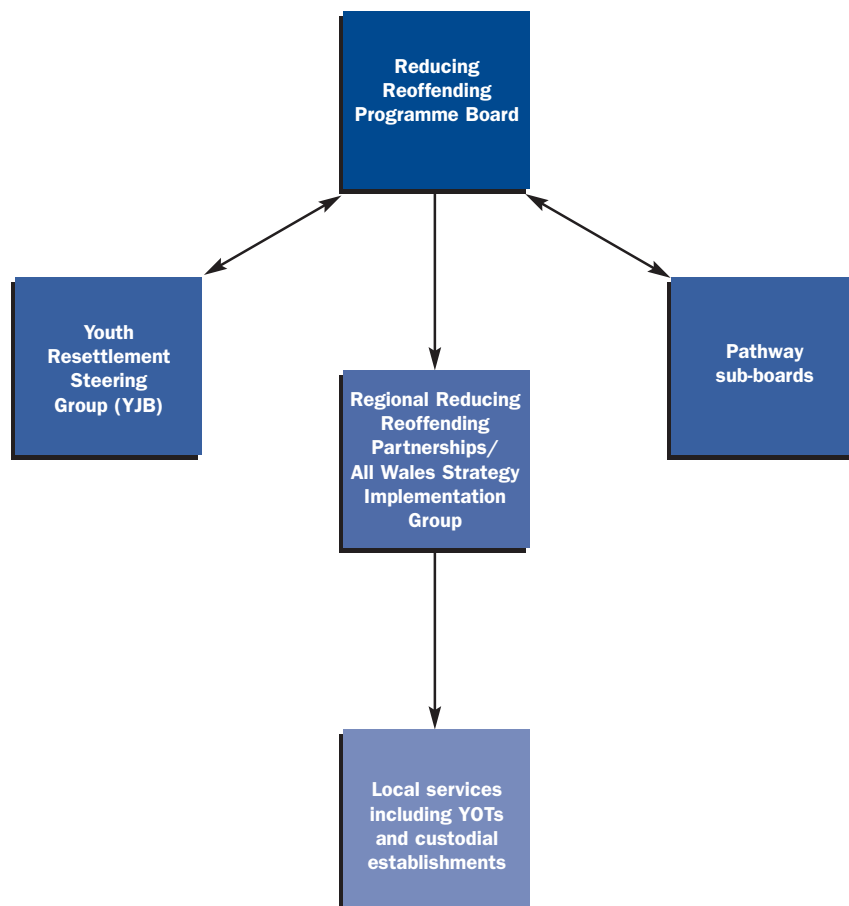 Reducing
Reoffending
Programme Board
Youth
Resettlement
Steering
Group (YJB)
Pathway
sub-boards
Regional Reducing
Reoffending
Partnerships/
All Wales Strategy
Implementation
Group
Local services
including YOTs
and custodial
establishments